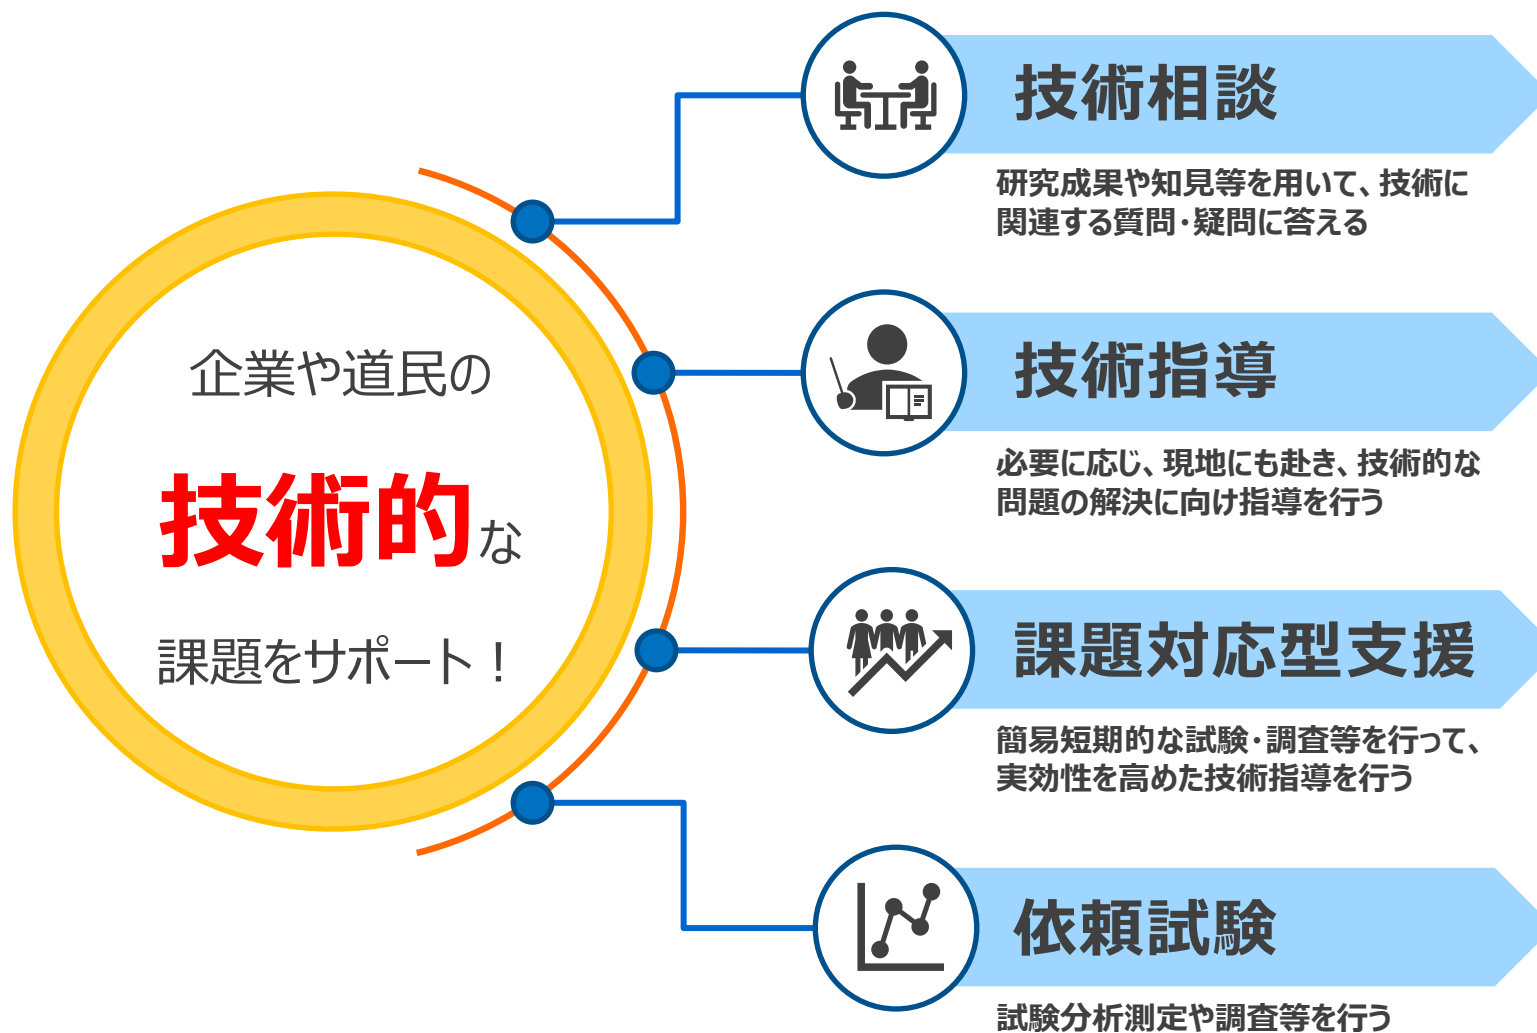 企業や道民の
技術的な
課題をサポート！
技術相談
研究成果や知見等を用いて、技術に
関連する質問・疑問に答える
技術指導
必要に応じ、現地にも赴き、技術的な
問題の解決に向け指導を行う
課題対応型支援
簡易短期的な試験・調査等を行って、
実効性を高めた技術指導を行う
依頼試験
試験分析測定や調査等を行う